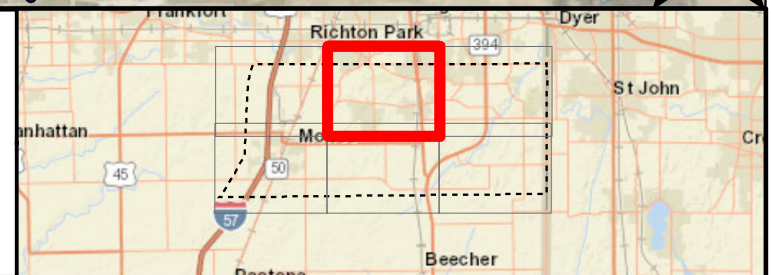 Frankfort
Richton Park
Dyer
394
St John
anhattan
Mo
Cr
50
45
57
Beecher